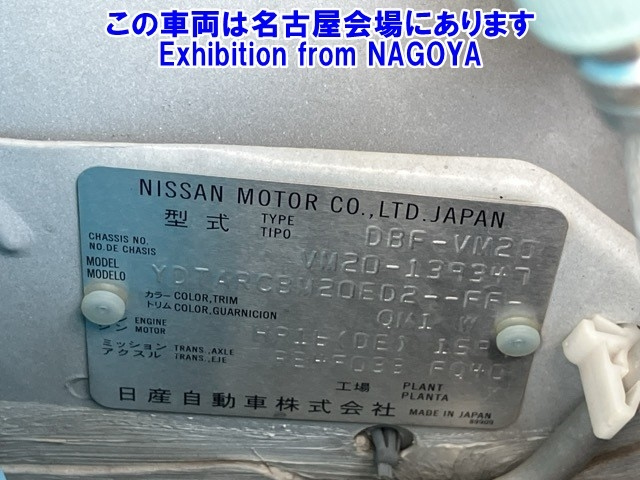 この車両は名古屋会場にあります
Exhibition from NAGOYA
NISSAN MOTOR CO.,LTD.JAPAN
型式 TYPE TIPO DBF-VM20
CHASSIS NO. NO.DE CHASIS VM20-139347
MODEL MODELO
カラー COLOR,TRIM
トリム COLOR,GUARNICION
ENGINE MOTOR HR16(DE)
ミッション TRANS.,AXLE
アクスル TRANS.,EJE
工場 PLANT PLANTA
日産自動車株式会社 MADE IN JAPAN